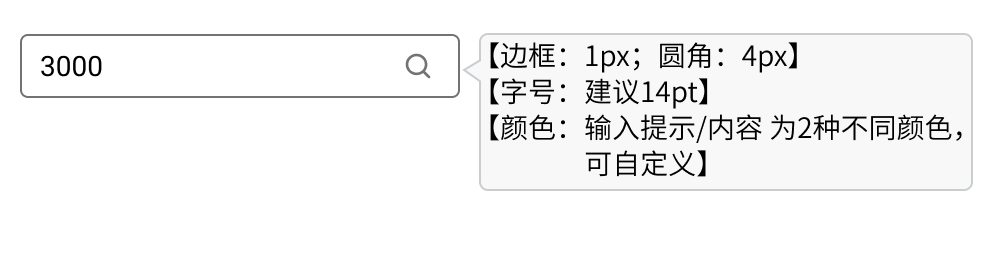 3000
【边框：1px；圆角：4px】
【字号：建议14pt】
【颜色：输入提示/内容 为2种不同颜色，
可自定义】